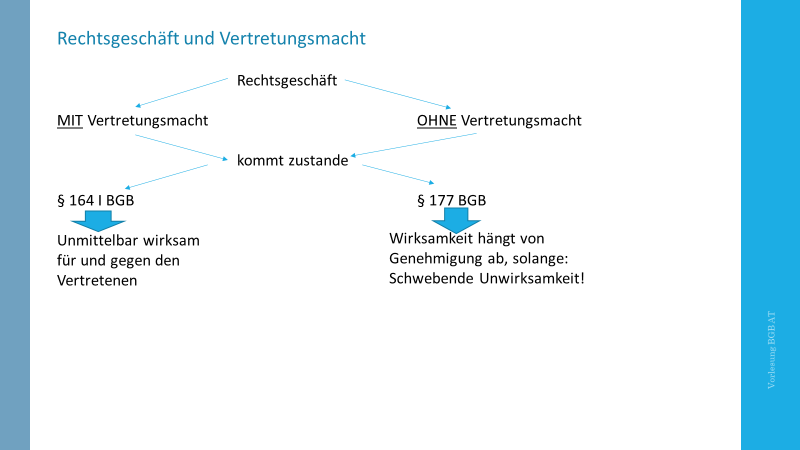 Rechtsgeschäft und Vertretungsmacht
Rechtsgeschäft
MIT Vertretungsmacht
OHNE Vertretungsmacht
kommt zustande
§ 164 I BGB
§ 177 BGB
Unmittelbar wirksam
für und gegen den
Vertretenen
Wirksamkeit hängt von
Genehmigung ab, solange:
Schwebende Unwirksamkeit!
Vorlesung BGB AT